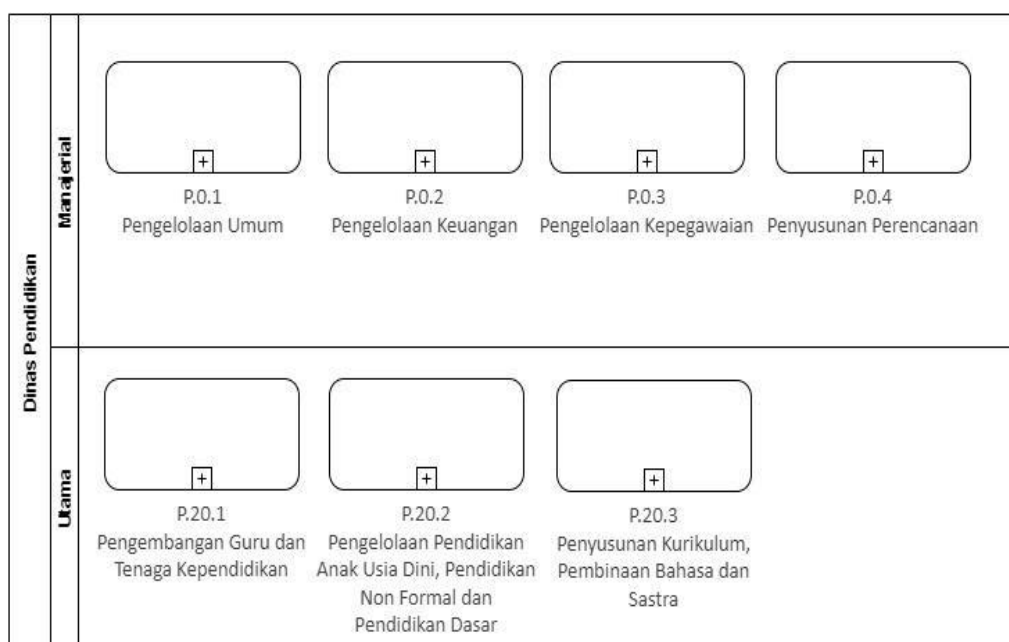 Dinas Pendidikan
Manajerial
P.0.1
Pengelolaan Umum
P.0.2
Pengelolaan Keuangan
P.0.3
Pengelolaan Kepegawaian
P.0.4
Penyusunan Perencanaan
Utama
P.20.1
Pengembangan Guru dan
Tenaga Kependidikan
P.20.2
Pengelolaan Pendidikan
Anak Usia Dini, Pendidikan
Non Formal dan
Pendidikan Dasar
P.20.3
Penyusunan Kurikulum,
Pembinaan Bahasa dan
Sastra